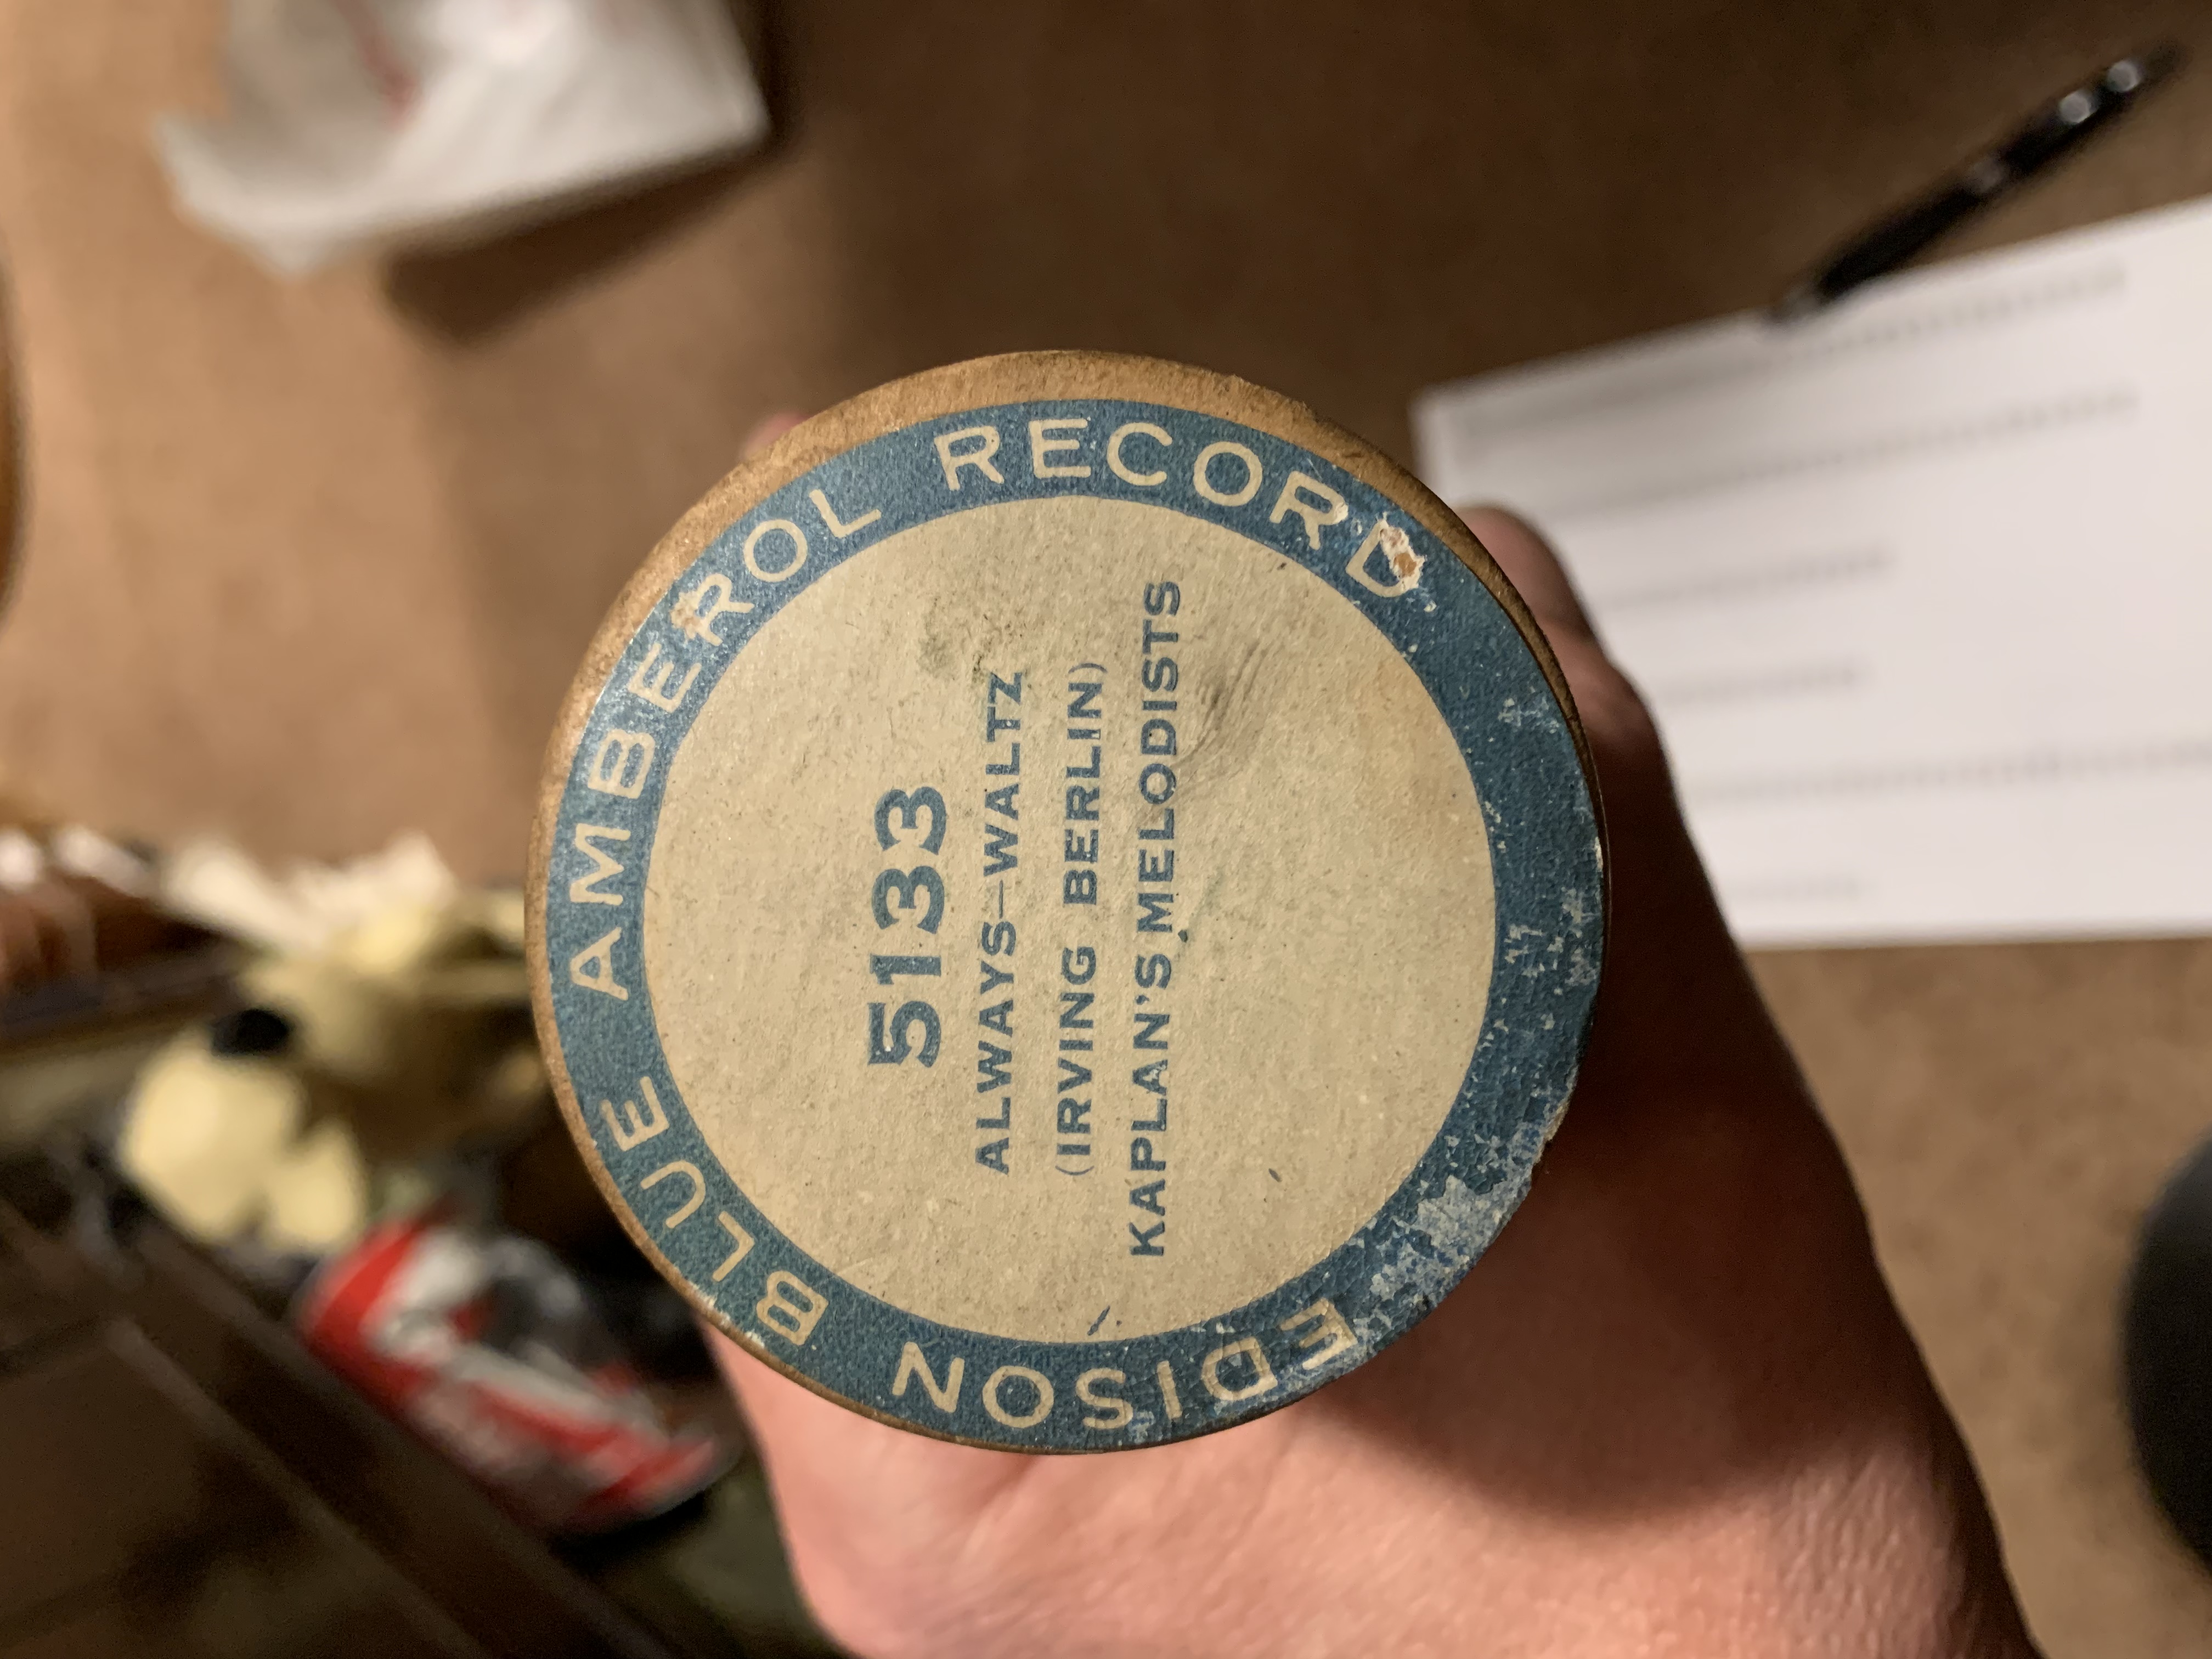 EDISON BLUE AMBEROL RECORD
5133
ALWAYS—WALTZ
(IRVING BERLIN)
KAPLAN'S MELODISTS